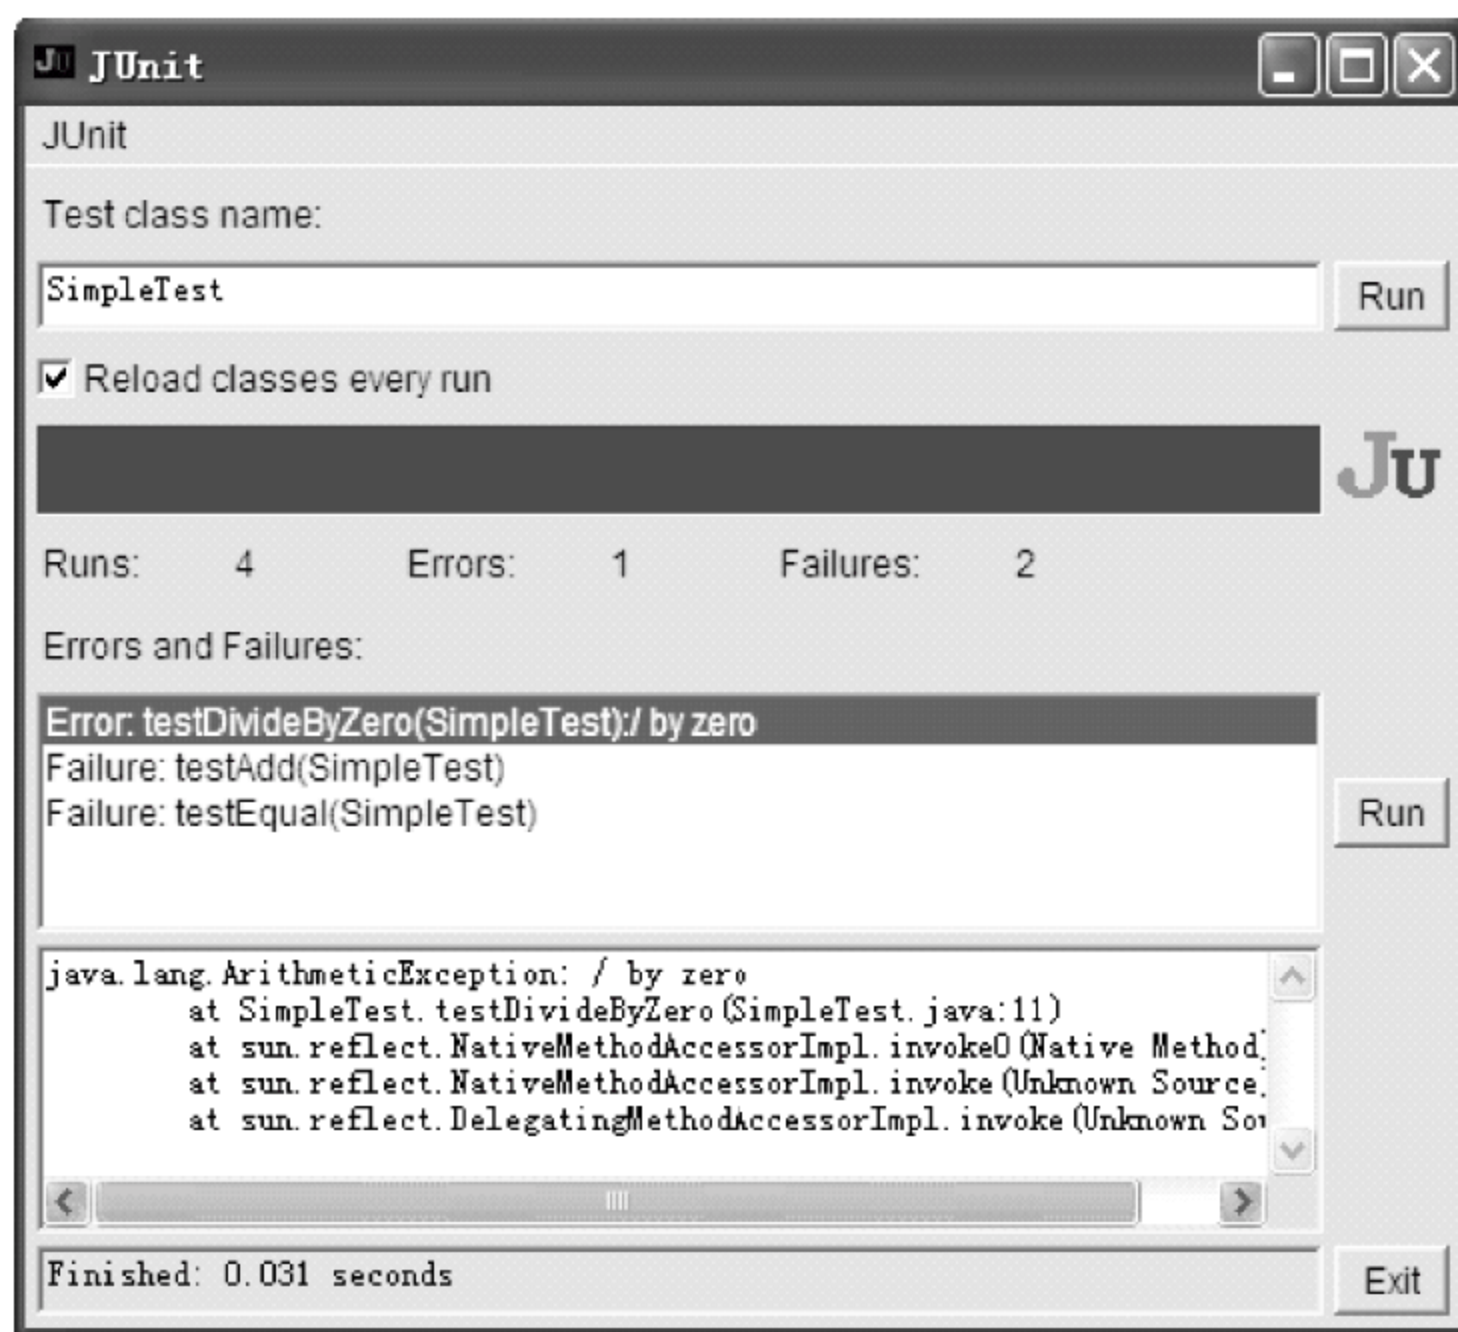 JU JUnit
JUnit
Test class name:
SimpleTest Run
Reload classes every run
JU
Runs: 4 Errors: 1 Failures: 2
Errors and Failures:
Error: testDivideByZero(SimpleTest):/ by zero
Failure: testAdd(SimpleTest)
Failure: testEqual(SimpleTest)
Run
java.lang.ArithmeticException: / by zero
at SimpleTest.testDivideByZero(SimpleTest.java:11)
at sun.reflect.NativeMethodAccessorImpl.invoke0(Native Method)
at sun.reflect.NativeMethodAccessorImpl.invoke(Unknown Source
at sun.reflect.DelegatingMethodAccessorImpl.invoke(Unknown Sou
Finished: 0.031 seconds Exit